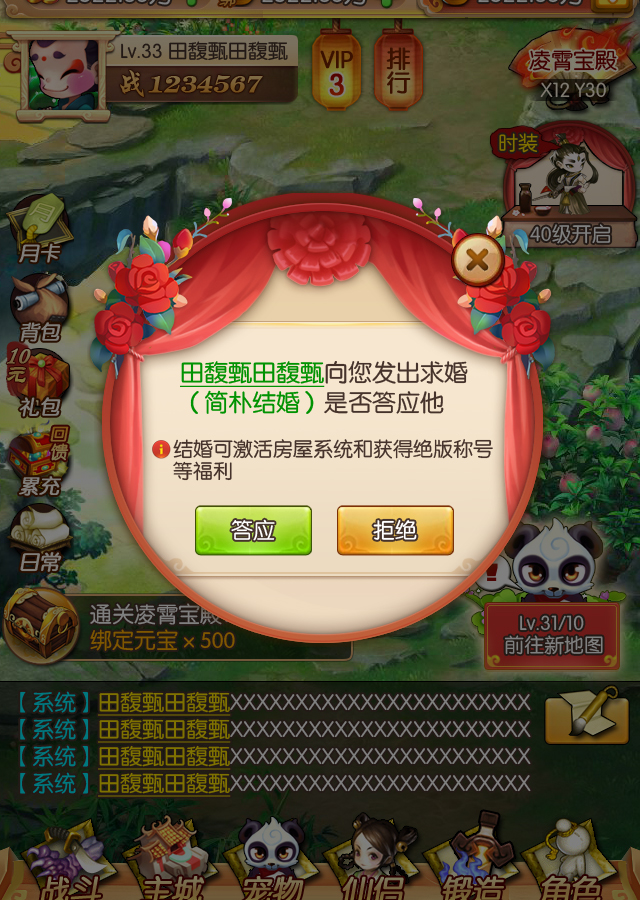 Lv.33 田馥甄田馥甄
战1234567
VIP
3
排
行
凌霄宝殿
X12 Y30
时装
40级开启
月卡
背包
10
元
礼包
回
馈
累充
日常
田馥甄田馥甄向您发出求婚
（简朴结婚）是否答应他
结婚可激活房屋系统和获得绝版称号
等福利
答应
拒绝
通关凌霄宝殿
绑定元宝×500
Lv.31/10
前往新地图
【系统】田馥甄田馥甄XXXXXXXXXXXXXXXXXXXXXXX
【系统】田馥甄田馥甄XXXXXXXXXXXXXXXXXXXXXXX
【系统】田馥甄田馥甄XXXXXXXXXXXXXXXXXXXXXXX
【系统】田馥甄田馥甄XXXXXXXXXXXXXXXXXXXXXXX
战斗
主城
宠物
仙侣
锻造
角色